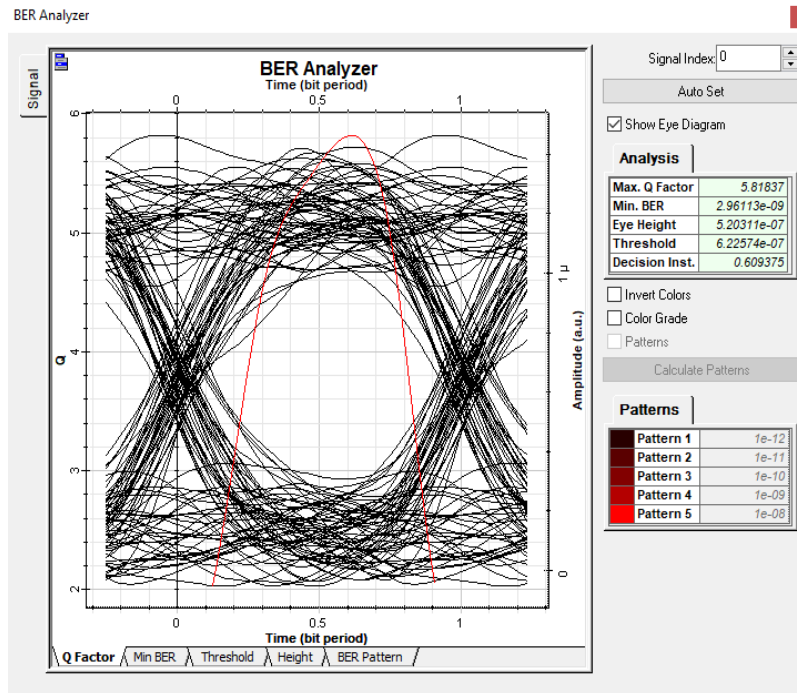 BER Analyzer
Signal
BER Analyzer
Time (bit period)
0 0.5 1
Q
6
5
4
3
2
Amplitude (a.u.)
1 µ
0
0 0.5 1
Time (bit period)
Q Factor Min BER Threshold Height BER Pattern
Signal Index: 0
Auto Set
Show Eye Diagram
Analysis
Max. Q Factor 5.81837
Min. BER 2.96113e-09
Eye Height 5.20311e-07
Threshold 6.22574e-07
Decision Inst. 0.609375
Invert Colors
Color Grade
Patterns
Calculate Patterns
Patterns
Pattern 1 1e-12
Pattern 2 1e-11
Pattern 3 1e-10
Pattern 4 1e-09
Pattern 5 1e-08